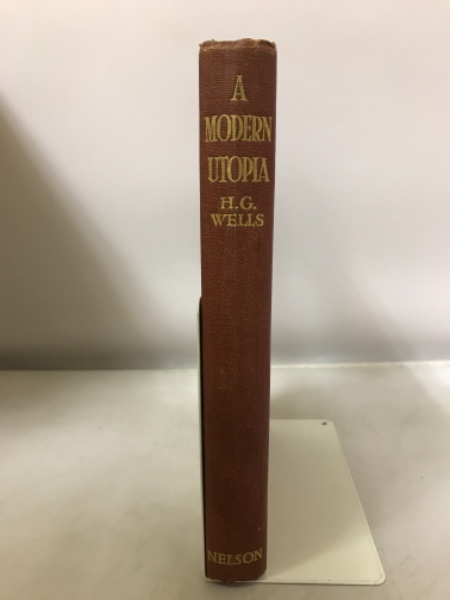 A
MODERN
UTOPIA
H.G.
WELLS
NELSON